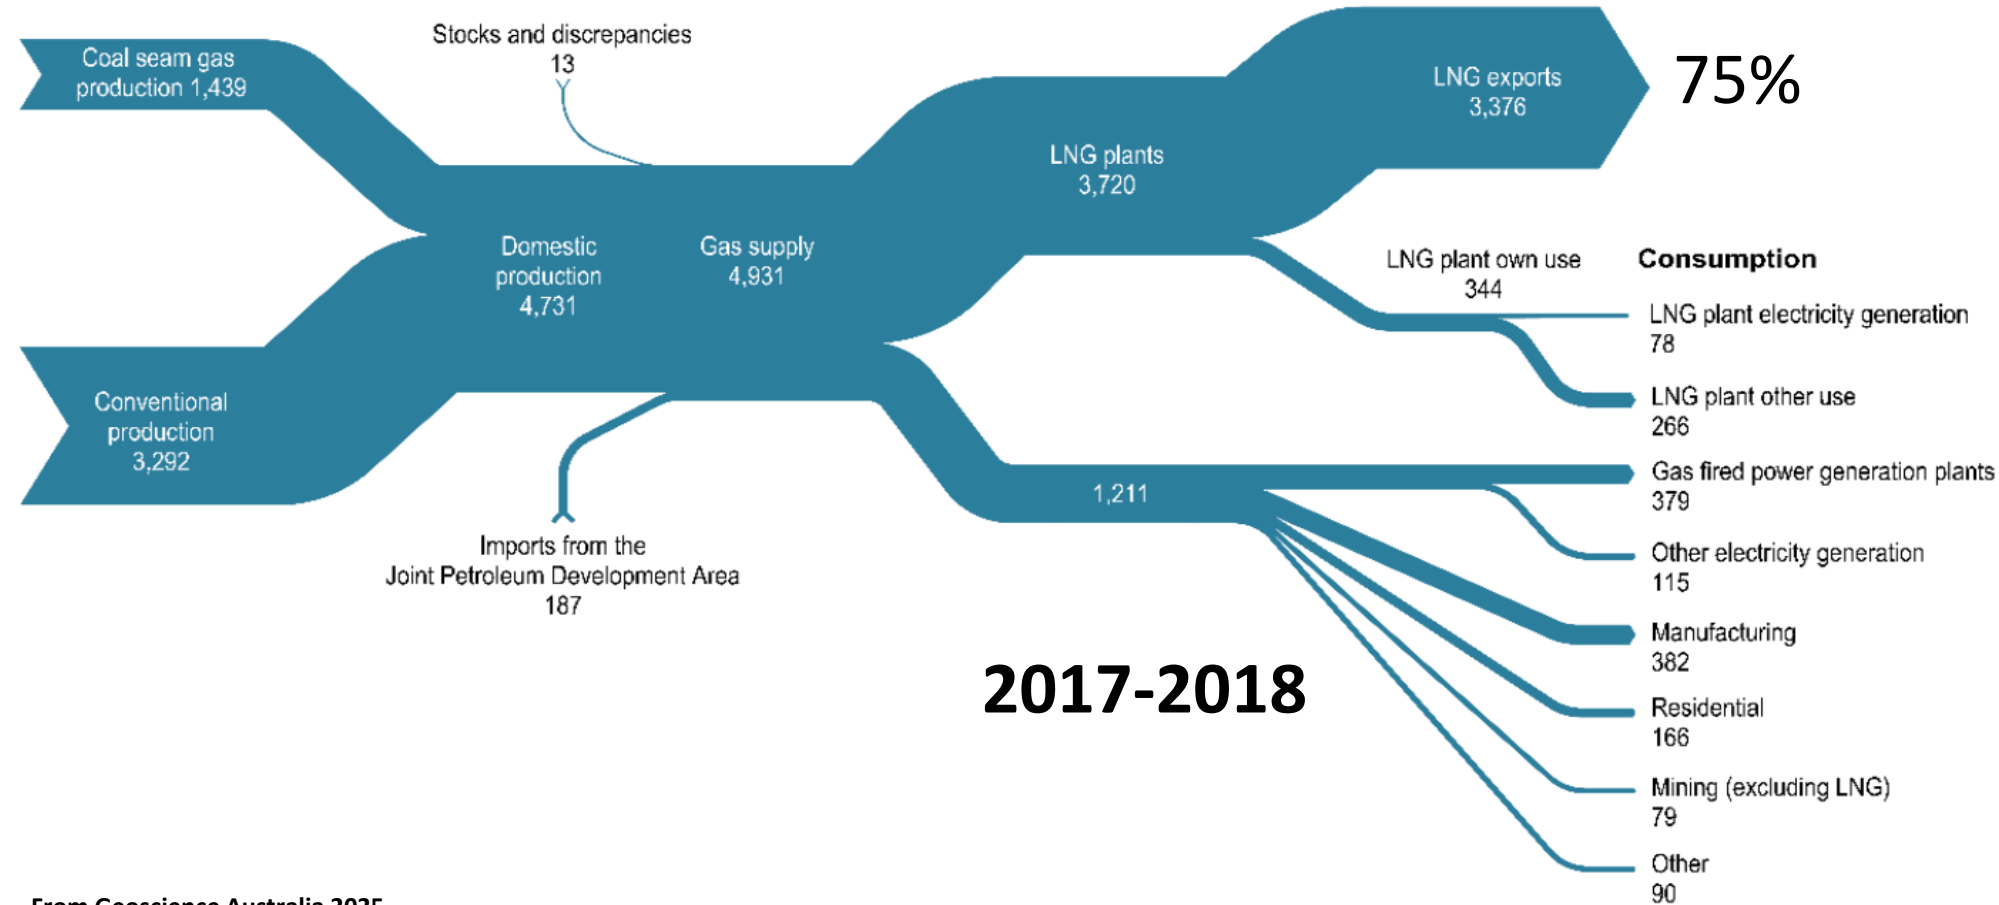 Coal seam gas
production 1,439
Stocks and discrepancies
13
LNG exports
3,376
75%
LNG plants
3,720
Domestic
production
4,731
Gas supply
4,931
LNG plant own use
344
Consumption
LNG plant electricity generation
78
LNG plant other use
266
Conventional
production
3,292
Gas fired power generation plants
379
1,211
Other electricity generation
115
Imports from the
Joint Petroleum Development Area
187
Manufacturing
382
2017-2018
Residential
166
Mining (excluding LNG)
79
Other
90
From Geoscience Australia 2025